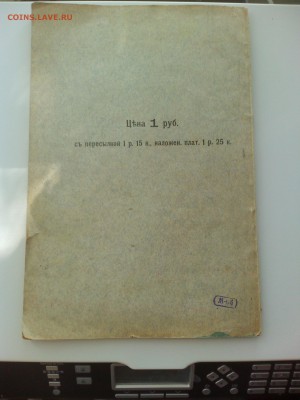 COINS.LAVE.RU
Цѣна 1 руб.
съ пересылкой 1 р. 15 к., наложен. плат. 1 р. 25 к.